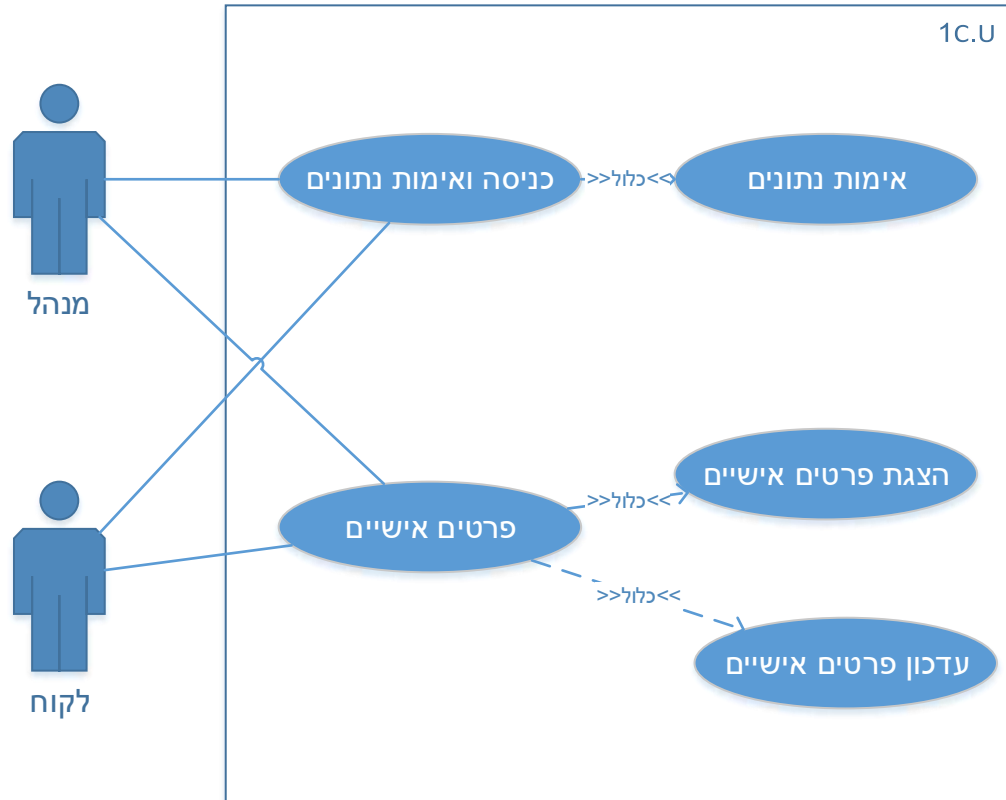 1C.U
כניסה ואימות נתונים
<<כלול>>
אימות נתונים
מנהל
הצגת פרטים אישיים
<<כלול>>
פרטים אישיים
<<כלול>>
עדכון פרטים אישיים
לקוח